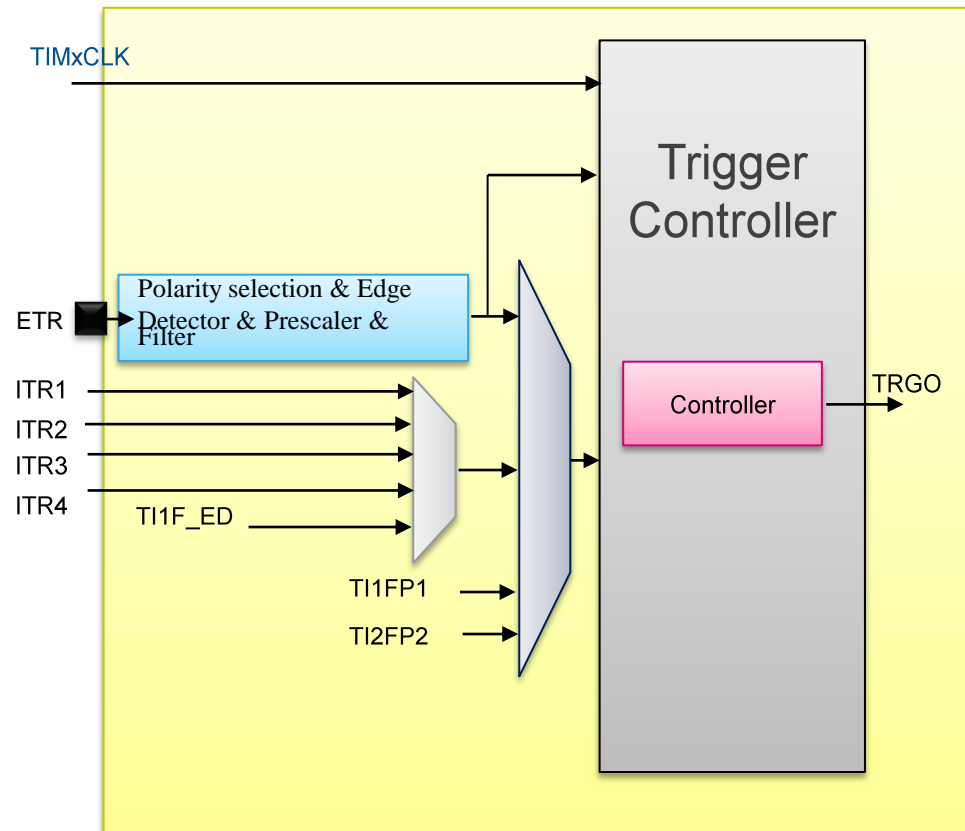 TIMxCLK
Trigger
Controller
Polarity selection & Edge
Detector & Prescaler &
Filter
ETR
ITR1
ITR2
ITR3
ITR4
TI1F_ED
TI1FP1
TI2FP2
Controller
TRGO